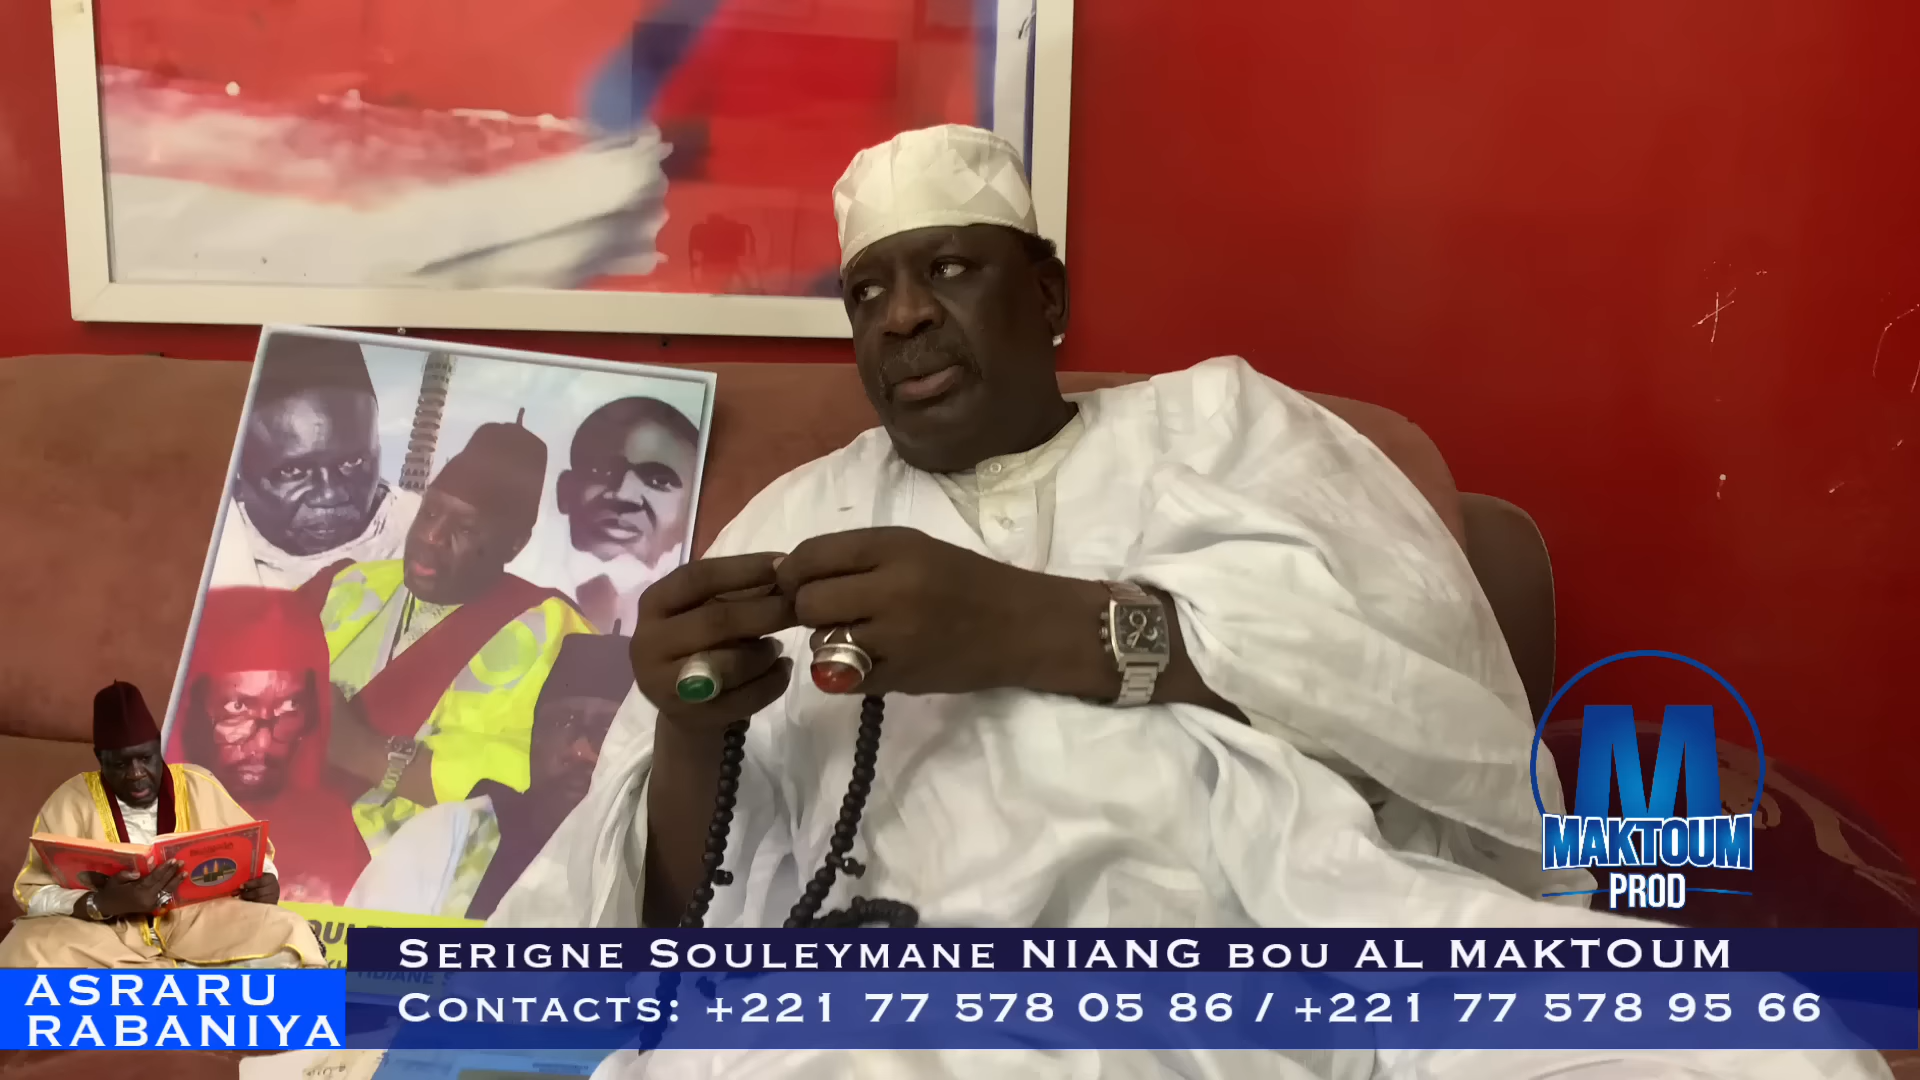 MAKTOUM
PROD
SERIGNE SOULEYMANE NIANG BOU AL MAKTOUM
CONTACTS: +221 77 578 05 86 / +221 77 578 95 66
ASRARU
RABANIYA